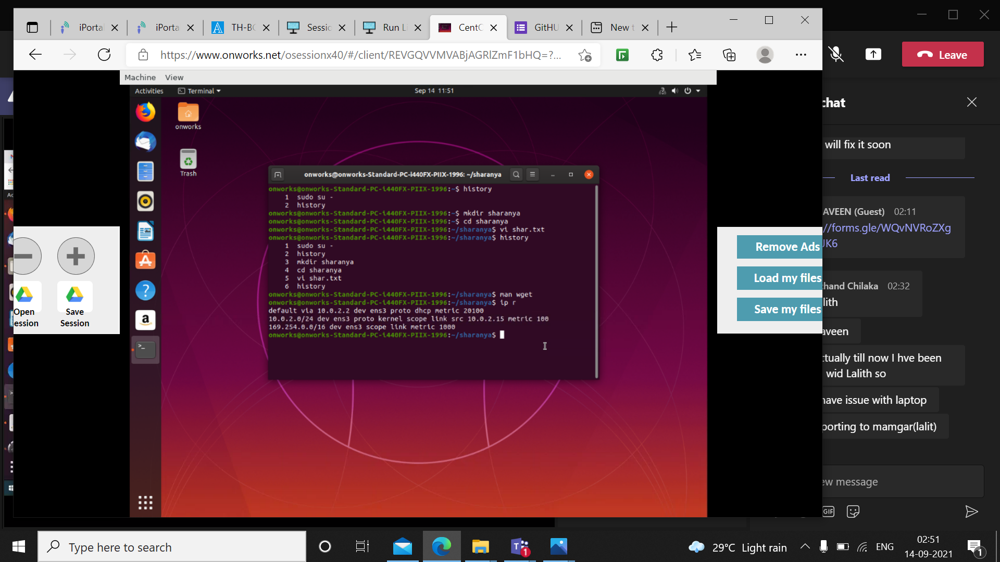 iPorta
iPorta
TH-BC
Sessio
Run Li
CentO
GitHU
New t
https://www.onworks.net/osessionx40/#/client/REVGQVVMVABjAGRlZmF1bHQ=?...
Leave
Machine View
Activities Terminal Sep 14 11:51
onworks
Trash
onworks@onworks-Standard-PC-i440FX-PIIX-1996: ~/sharanya
onworks@onworks-Standard-PC-i440FX-PIIX-1996:~$ history
1 sudo su -
2 history
onworks@onworks-Standard-PC-i440FX-PIIX-1996:~$ mkdir sharanya
onworks@onworks-Standard-PC-i440FX-PIIX-1996:~$ cd sharanya
onworks@onworks-Standard-PC-i440FX-PIIX-1996:~/sharanya$ vi shar.txt
onworks@onworks-Standard-PC-i440FX-PIIX-1996:~/sharanya$ history
1 sudo su -
2 history
3 mkdir sharanya
4 cd sharanya
5 vi shar.txt
6 history
onworks@onworks-Standard-PC-i440FX-PIIX-1996:~/sharanya$ man wget
onworks@onworks-Standard-PC-i440FX-PIIX-1996:~/sharanya$ ip r
default via 10.0.2.2 dev ens3 proto dhcp metric 20100
10.0.2.0/24 dev ens3 proto kernel scope link src 10.0.2.15 metric 100
169.254.0.0/16 dev ens3 scope link metric 1000
onworks@onworks-Standard-PC-i440FX-PIIX-1996:~/sharanya$
Open
ession
Save
Session
Remove Ads
Load my files
Save my files
chat
will fix it soon
Last read
AVEEN (Guest) 02:11
//forms.gle/WQvNVRoZXg
JK6
hand Chilaka 02:32
lith
aveen
ctually till now I hve been
wid Lalith so
have issue with laptop
porting to mamgar(lalit)
ew message
GIF
Type here to search
29°C Light rain
ENG
02:51
14-09-2021
1
1